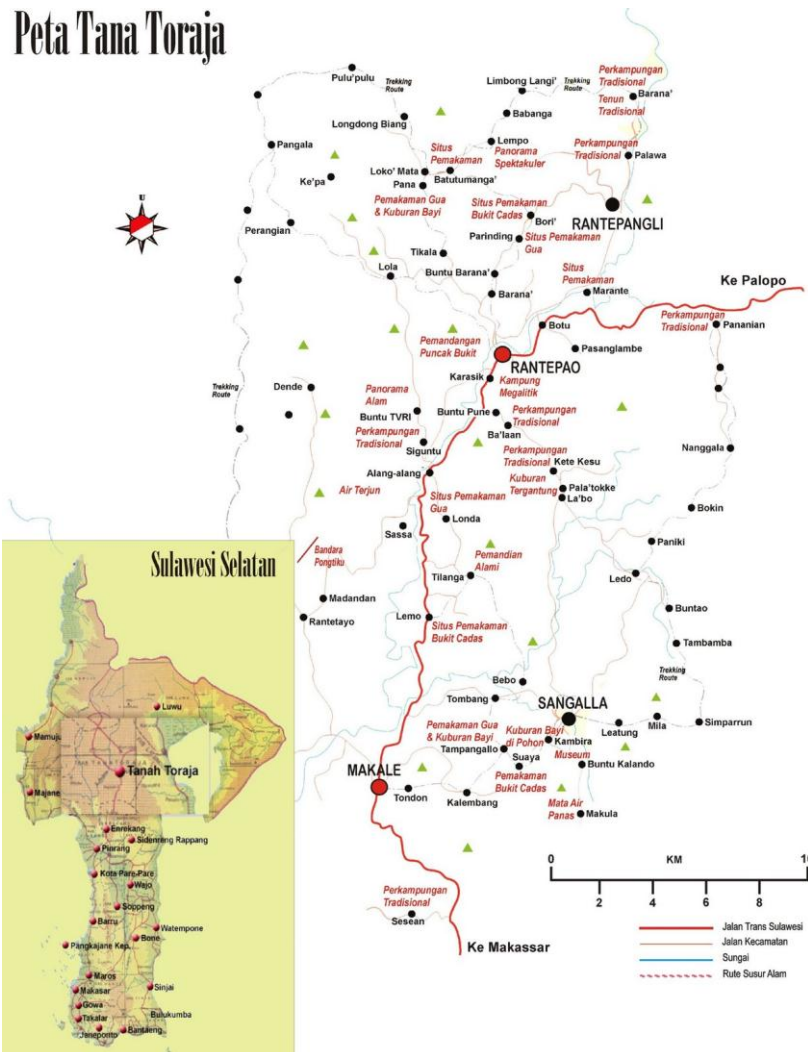 Peta Tana Toraja
U
Pulu'pulu
Trekking
Route
Limbong Langi'
Trekking
Route
Perkampungan
Tradisional
Barana'
Tenun
Tradisional
Longdong Biang
Babanga
Pangala
Lempo
Panorama
Spektakuler
Perkampungan
Tradisional
Palawa
Situs
Pemakaman
Loko' Mata
Batutumanga'
Ke'pa
Pana
Pemakaman Gua
& Kuburan Bayi
Situs Pemakaman
Bukit Cadas
Bori'
RANTEPANGLI
Perangian
Parinding
Situs Pemakaman
Gua
Tikala
Lola
Buntu Barana'
Barana'
Situs
Pemakaman
Marante
Ke Palopo
Perkampungan
Tradisional
Pananian
Botu
Pemandangan
Puncak Bukit
Pasanglambe
RANTEPAO
Karasik
Kampung
Megalitik
Trekking
Route
Dende
Panorama
Alam
Buntu TVRI
Buntu Pune
Perkampungan
Tradisional
Ba'laan
Perkampungan
Tradisional
Siguntu
Nanggala
Perkampungan
Tradisional
Kete Kesu
Alang-alang
Kuburan
Tergantung
Pala'tokke
La'bo
Air Terjun
Situs Pemakaman
Gua
Londa
Bokin
Sassa
Bandara
Pongtiku
Pemandian
Alami
Paniki
Tilanga
Ledo
Madandan
Rantetayo
Lemo
Situs Pemakaman
Bukit Cadas
Buntao
Tambamba
Trekking
Route
Bebo
Tombang
SANGALLA
Leatung
Mila
Simparrun
Pemakaman Gua
& Kuburan Bayi
Kuburan Bayi
di Pohon
Kambira
Museum
Tampangallo
Suaya
Buntu Kalando
Pemakaman
Bukit Cadas
MAKALE
Tondon
Kalembang
Mata Air
Panas
Makula
Perkampungan
Tradisional
Sesean
Ke Makassar
0
KM
10
2
4
6
8
Jalan Trans Sulawesi
Jalan Kecamatan
Sungai
Rute Susur Alam
Sulawesi Selatan
Luwu
Mamuju
Tanah Toraja
Majane
Enrekang
Sidenreng Rappang
Pinrang
Kota Pare-Pare
Wajo
Soppeng
Barru
Watempone
Bone
Pangkajane Kep.
Maros
Makasar
Sinjai
Gowa
Bulukumba
Bantaeng
Jeneponto